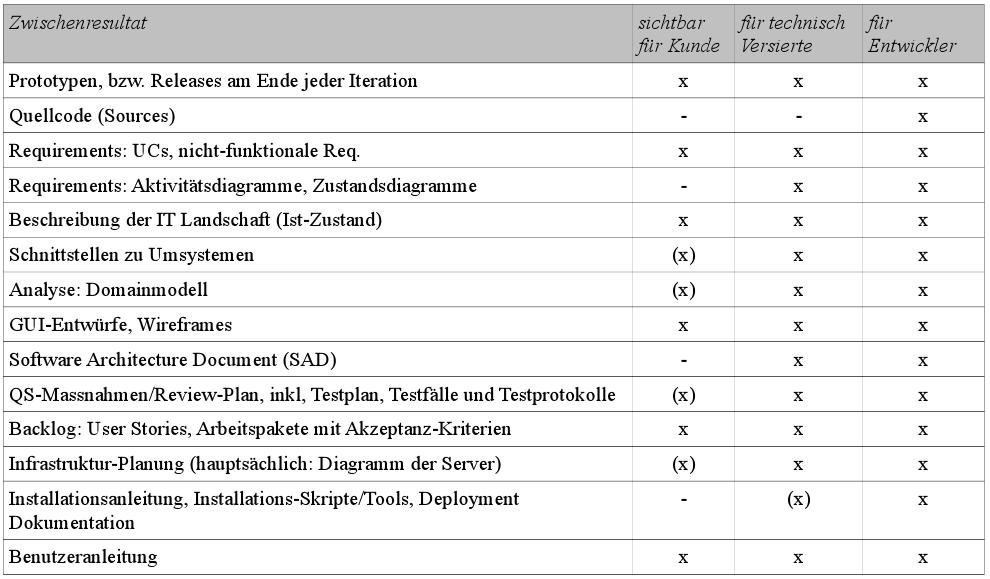 Zwischenresultat sichtbar für Kunde für technisch Versierte für Entwickler
Prototypen, bzw. Releases am Ende jeder Iteration x x x
Quellcode (Sources) - - x
Requirements: UCs, nicht-funktionale Req. x x x
Requirements: Aktivitätsdiagramme, Zustandsdiagramme - x x
Beschreibung der IT Landschaft (Ist-Zustand) x x x
Schnittstellen zu Umsystemen (x) x x
Analyse: Domainmodell (x) x x
GUI-Entwürfe, Wireframes x x x
Software Architecture Document (SAD) - x x
QS-Massnahmen/Review-Plan, inkl, Testplan, Testfälle und Testprotokolle (x) x x
Backlog: User Stories, Arbeitspakete mit Akzeptanz-Kriterien x x x
Infrastruktur-Planung (hauptsächlich: Diagramm der Server) (x) x x
Installationsanleitung, Installations-Skripte/Tools, Deployment - (x) x
Dokumentation
Benutzeranleitung x x x